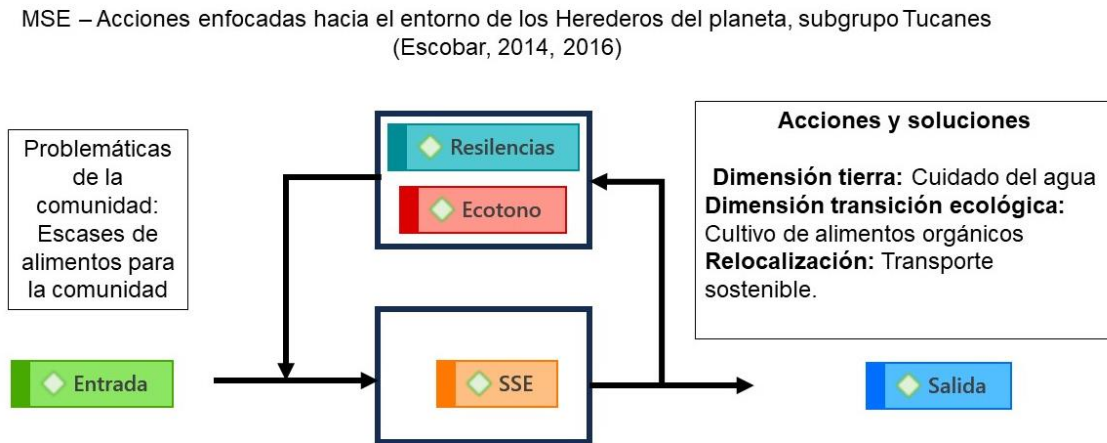 MSE – Acciones enfocadas hacia el entorno de los Herederos del planeta, subgrupo Tucanes
(Escobar, 2014, 2016)
Problemáticas
de la
comunidad:
Escases de
alimentos para
la comunidad
Resilencias
Ecotono
Acciones y soluciones
Dimensión tierra: Cuidado del agua
Dimensión transición ecológica:
Cultivo de alimentos orgánicos
Relocalización: Transporte
sostenible.
Entrada
SSE
Salida